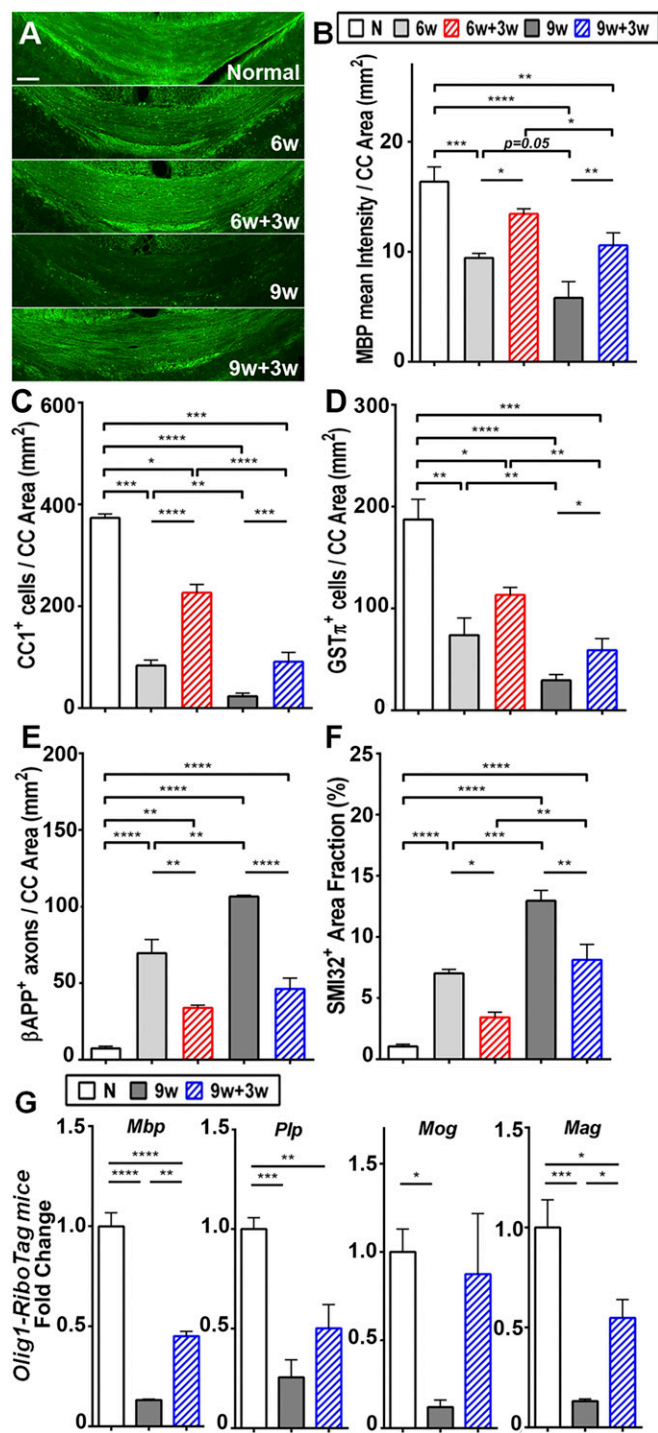 A
Normal
6w
6w+3w
9w
9w+3w
B
N 6w 6w+3w 9w 9w+3w
MBP mean Intensity / CC Area (mm²)
20
10
0
**
****
*
*** p=0.05
* **
C
CC1⁺ cells / CC Area (mm²)
600
400
200
0
***
****
* ****
*** **
**** ***
D
GSTπ⁺ cells / CC Area (mm²)
300
200
100
0
***
****
* **
** **
*
E
βAPP⁺ axons / CC Area (mm²)
200
150
100
50
0
****
****
**
**** **
** ****
F
SMI32⁺ Area Fraction (%)
25
20
15
10
5
0
****
****
**
**** ***
* **
N 9w 9w+3w
G
Olig1-RiboTag mice
Fold Change
Mbp
1.5
1.0
0.5
0.0
****
**** **
Plp
1.5
1.0
0.5
0.0
**
***
Mog
1.5
1.0
0.5
0.0
*
Mag
1.5
1.0
0.5
0.0
*
*** *